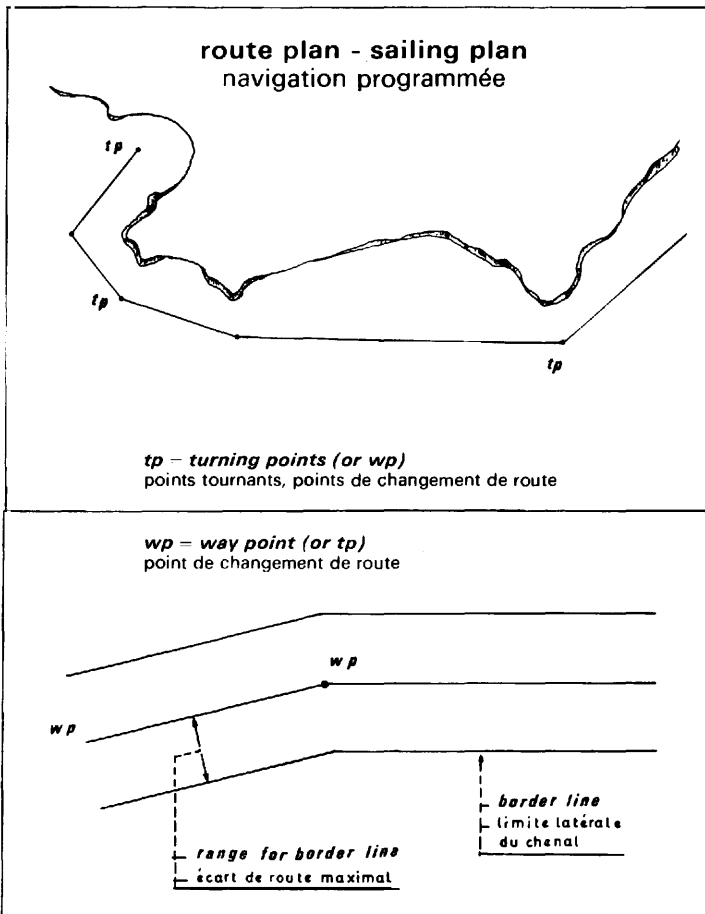 route plan - sailing plan
navigation programmée
tp
tp
tp
tp = turning points (or wp)
points tournants, points de changement de route
wp = way point (or tp)
point de changement de route
wp
wp
border line
limite latérale
du chenal
range for border line
écart de route maximal